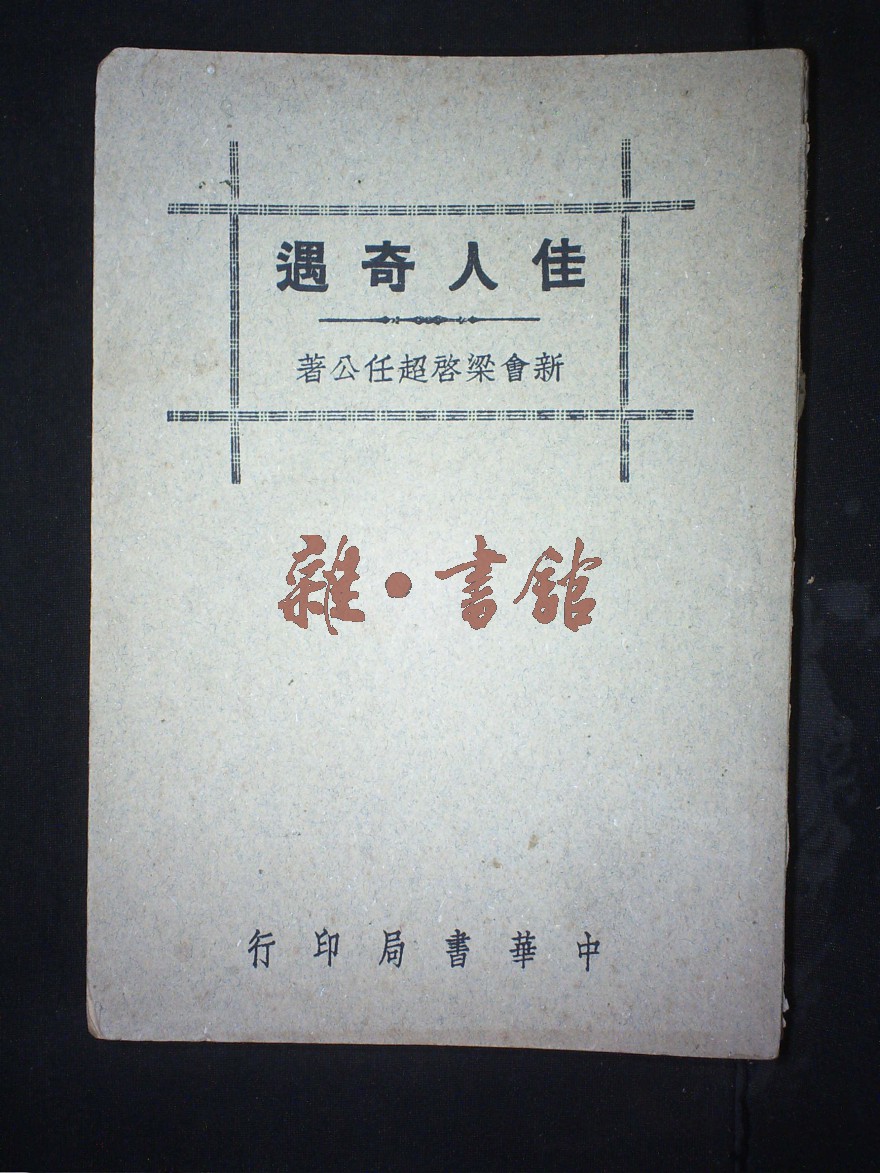 佳人奇遇
新會梁啓超任公著
雜·書館
中華書局印行